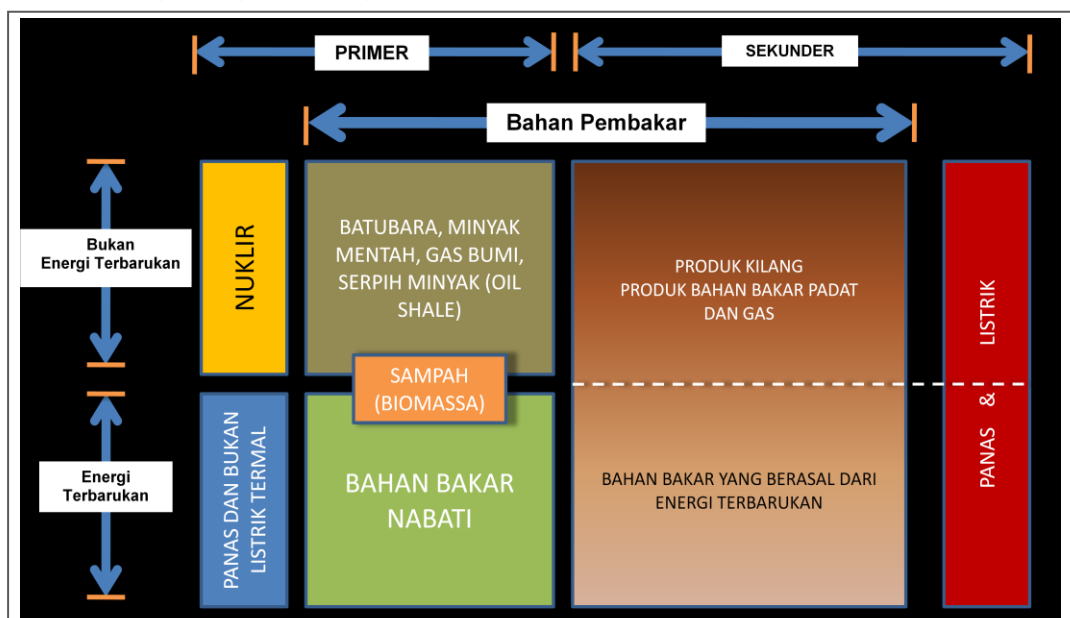 PRIMER
SEKUNDER
Bahan Pembakar
Bukan
Energi Terbarukan
NUKLIR
BATUBARA, MINYAK
MENTAH, GAS BUMI,
SERPIH MINYAK (OIL
SHALE)
PRODUK KILANG
PRODUK BAHAN BAKAR PADAT
DAN GAS
PANAS & LISTRIK
SAMPAH
(BIOMASSA)
Energi
Terbarukan
PANAS DAN BUKAN
LISTRIK TERMAL
BAHAN BAKAR
NABATI
BAHAN BAKAR YANG BERASAL DARI
ENERGI TERBARUKAN